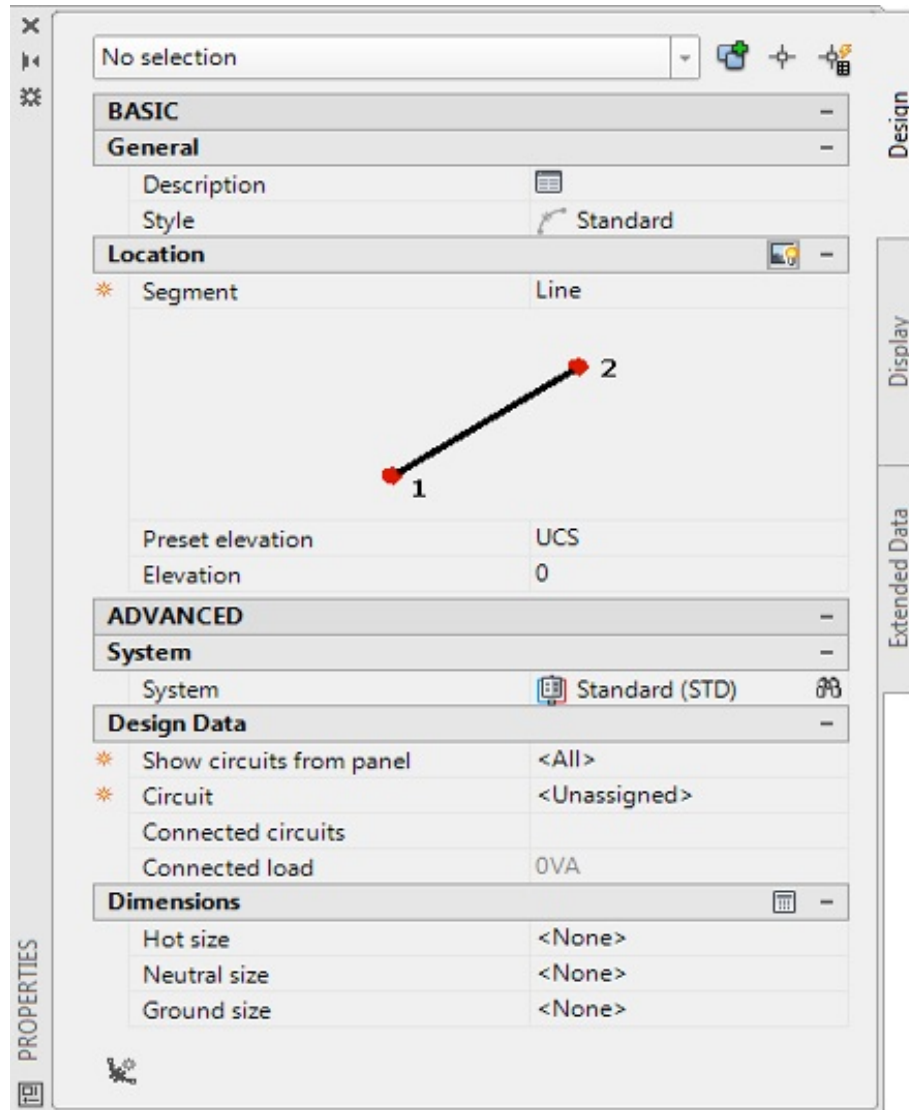 No selection
BASIC
General
Description
Style Standard
Location
Segment Line
2
1
Preset elevation UCS
Elevation 0
ADVANCED
System
System Standard (STD)
Design Data
Show circuits from panel <All>
Circuit <Unassigned>
Connected circuits
Connected load 0VA
Dimensions
Hot size <None>
Neutral size <None>
Ground size <None>
Design
Display
Extended Data
PROPERTIES